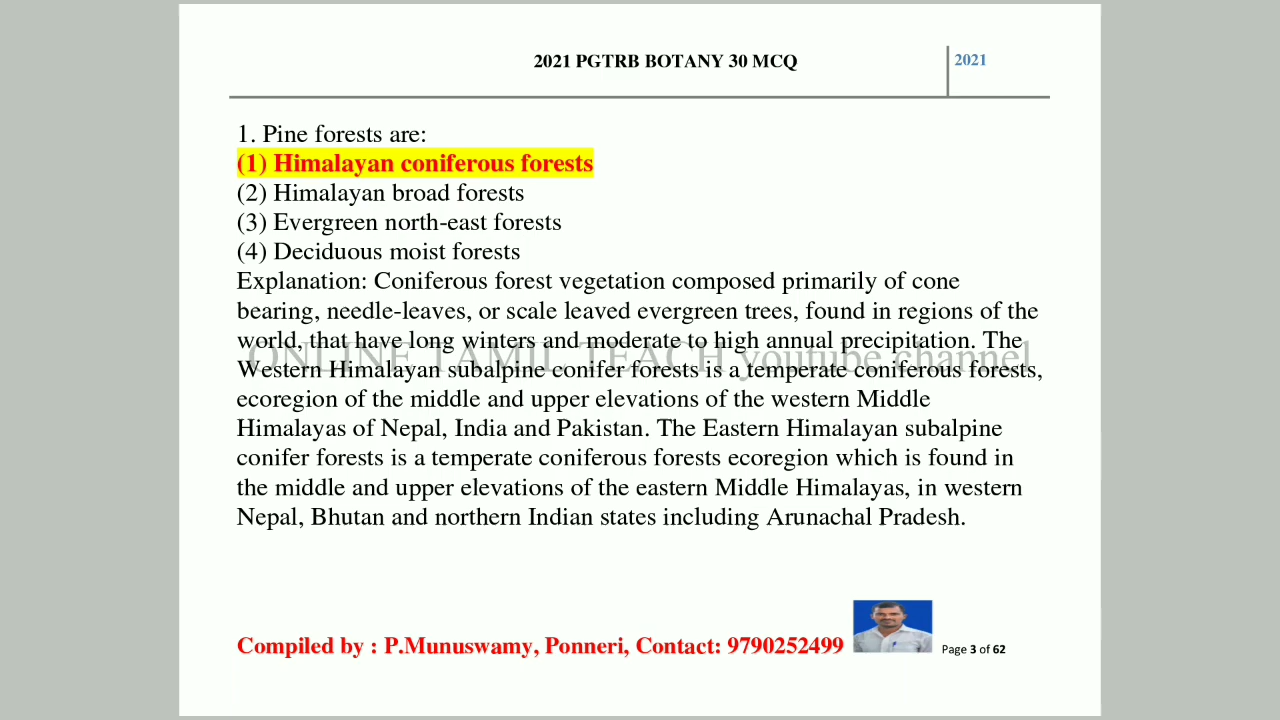 2021 PGTRB BOTANY 30 MCQ
2021
1. Pine forests are:
(1) Himalayan coniferous forests
(2) Himalayan broad forests
(3) Evergreen north-east forests
(4) Deciduous moist forests
Explanation: Coniferous forest vegetation composed primarily of cone
bearing, needle-leaves, or scale leaved evergreen trees, found in regions of the
world, that have long winters and moderate to high annual precipitation. The
ONLINE TAMIL TEACH youtube channel
Western Himalayan subalpine conifer forests is a temperate coniferous forests,
ecoregion of the middle and upper elevations of the western Middle
Himalayas of Nepal, India and Pakistan. The Eastern Himalayan subalpine
conifer forests is a temperate coniferous forests ecoregion which is found in
the middle and upper elevations of the eastern Middle Himalayas, in western
Nepal, Bhutan and northern Indian states including Arunachal Pradesh.
Compiled by : P.Munuswamy, Ponneri, Contact: 9790252499
Page 3 of 62